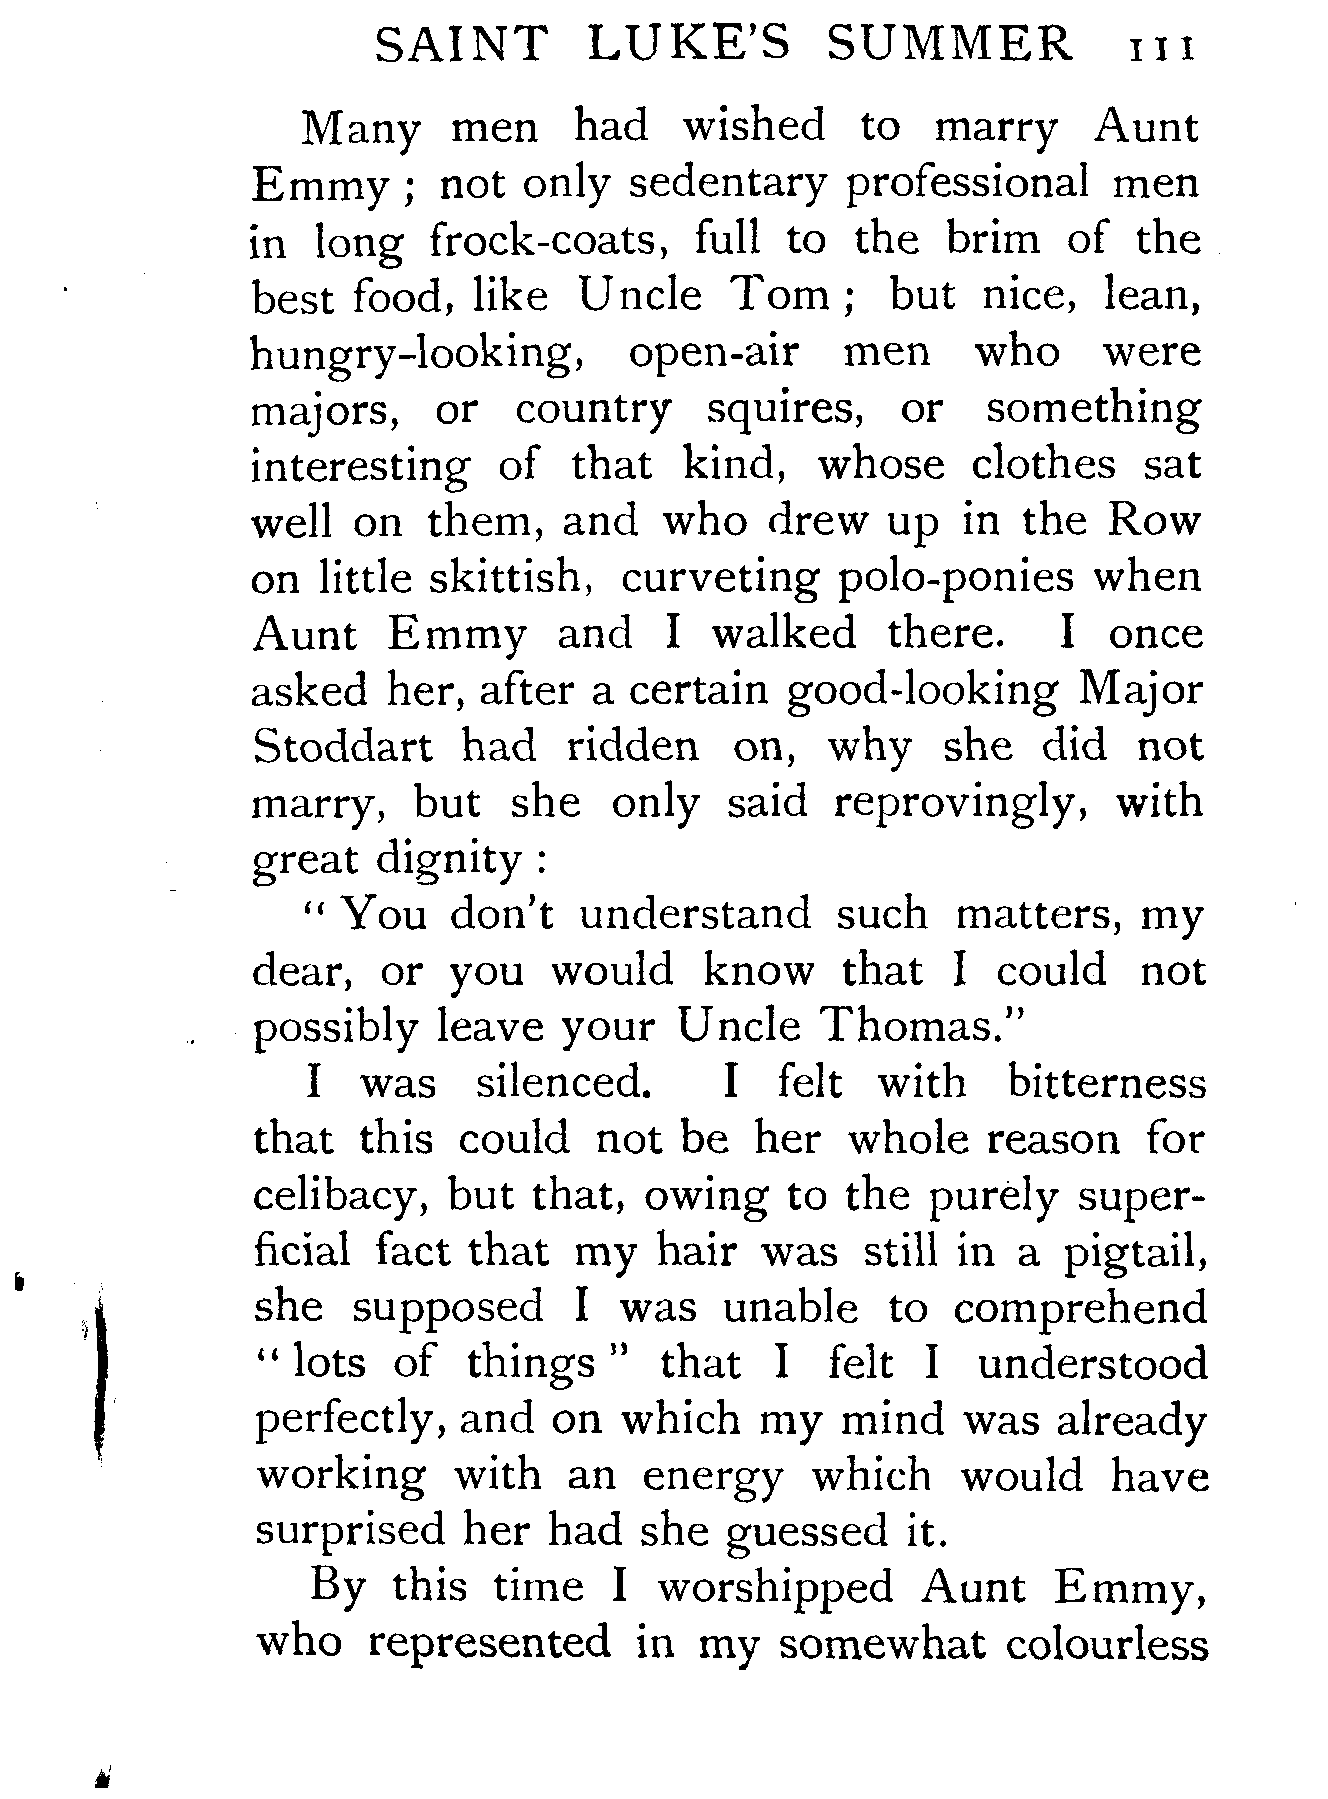 SAINT LUKE'S SUMMER 111
Many men had wished to marry Aunt
Emmy ; not only sedentary professional men
in long frock-coats, full to the brim of the
best food, like Uncle Tom ; but nice, lean,
hungry-looking, open-air men who were
majors, or country squires, or something
interesting of that kind, whose clothes sat
well on them, and who drew up in the Row
on little skittish, curveting polo-ponies when
Aunt Emmy and I walked there. I once
asked her, after a certain good-looking Major
Stoddart had ridden on, why she did not
marry, but she only said reprovingly, with
great dignity :
“ You don't understand such matters, my
dear, or you would know that I could not
possibly leave your Uncle Thomas.”
I was silenced. I felt with bitterness
that this could not be her whole reason for
celibacy, but that, owing to the purely super-
ficial fact that my hair was still in a pigtail,
she supposed I was unable to comprehend
“ lots of things ” that I felt I understood
perfectly, and on which my mind was already
working with an energy which would have
surprised her had she guessed it.
By this time I worshipped Aunt Emmy,
who represented in my somewhat colourless